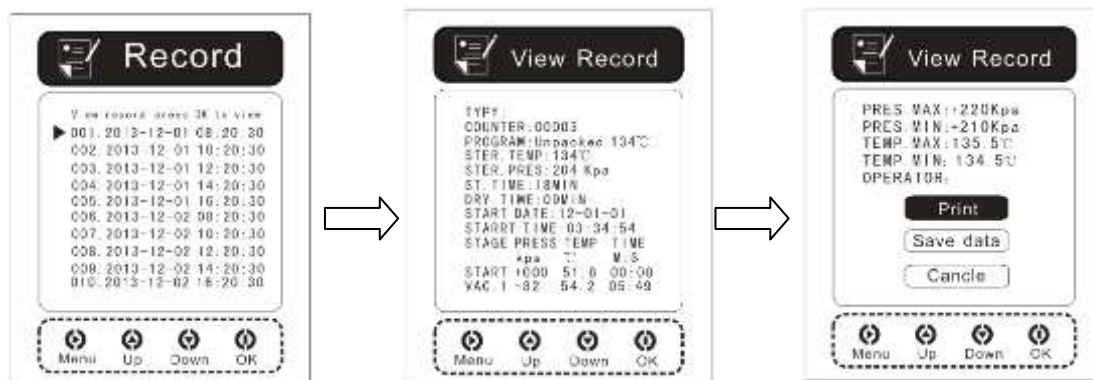 Record
View record press OK to view
001. 2013-12-01 08:20:30
002. 2013-12-01 10:20:30
003. 2013-12-01 12:20:30
004. 2013-12-01 14:20:30
005. 2013-12-01 16:20:30
006. 2013-12-02 08:20:30
007. 2013-12-02 10:20:30
008. 2013-12-02 12:20:30
009. 2013-12-02 14:20:30
010. 2013-12-02 16:20:30
Menu Up Down OK
View Record
COUNTER:00003
PROGRAM:Unpacked 134℃
STER.TEMP:134℃
STER.PRES:204 Kpa
ST.TIME:18MIN
DRY.TIME:00MIN
START DATE:12-01-01
STARRT TIME 03:34:54
STAGE PRESS TEMP TIME
kpa ℃ M:S
START 1000 51.0 00:00
VAC.1 -82 54.2 05:49
Menu Up Down OK
View Record
PRES.MAX:+220Kpa
PRES.MIN:+210Kpa
TEMP.MAX:135.5℃
TEMP.MIN: 134.5℃
OPERATOR:
Print
Save data
Cancle
Menu Up Down OK